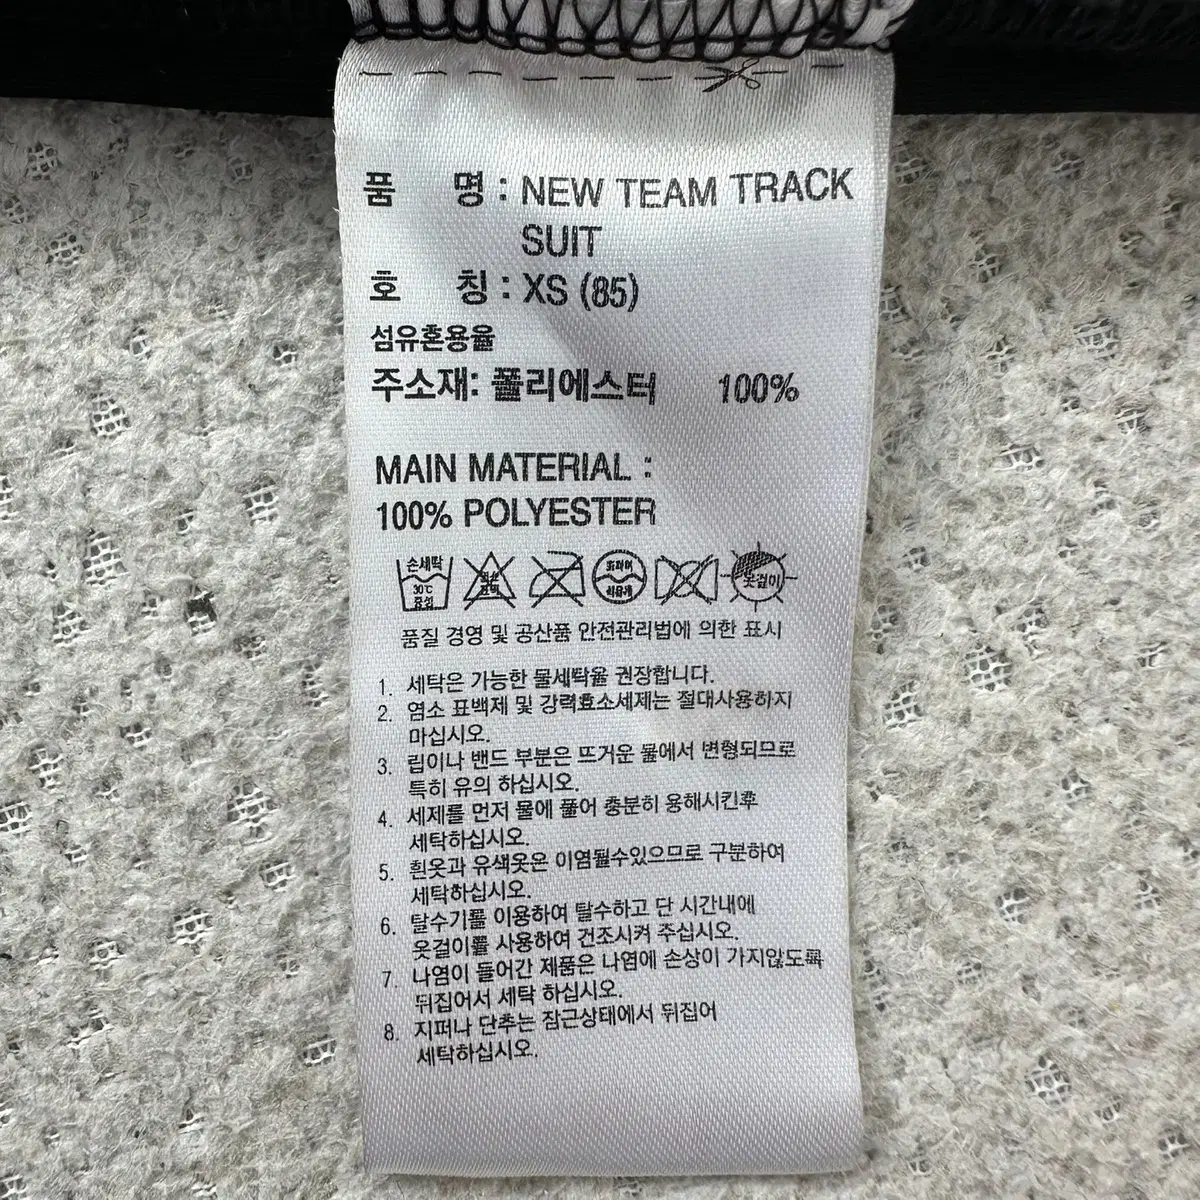 품 명 : NEW TEAM TRACK
SUIT
호 칭 : XS (85)
섬유혼용율
주소재: 폴리에스터 100%
MAIN MATERIAL :
100% POLYESTER
손세탁 옷걸이
30℃
중성
품질 경영 및 공산품 안전관리법에 의한 표시
1. 세탁은 가능한 물세탁을 권장합니다.
2. 염소 표백제 및 강력효소세제는 절대사용하지
마십시오.
3. 립이나 밴드 부분은 뜨거운 물에서 변형되므로
특히 유의 하십시오.
4. 세제를 먼저 물에 풀어 충분히 용해시킨후
세탁하십시오.
5. 흰옷과 유색옷은 이염될수있으므로 구분하여
세탁하십시오.
6. 탈수기를 이용하여 탈수하고 단 시간내에
옷걸이를 사용하여 건조시켜 주십시오.
7. 나염이 들어간 제품은 나염에 손상이 가지않도록
뒤집어서 세탁 하십시오.
8. 지퍼나 단추는 잠근상태에서 뒤집어
세탁하십시오.